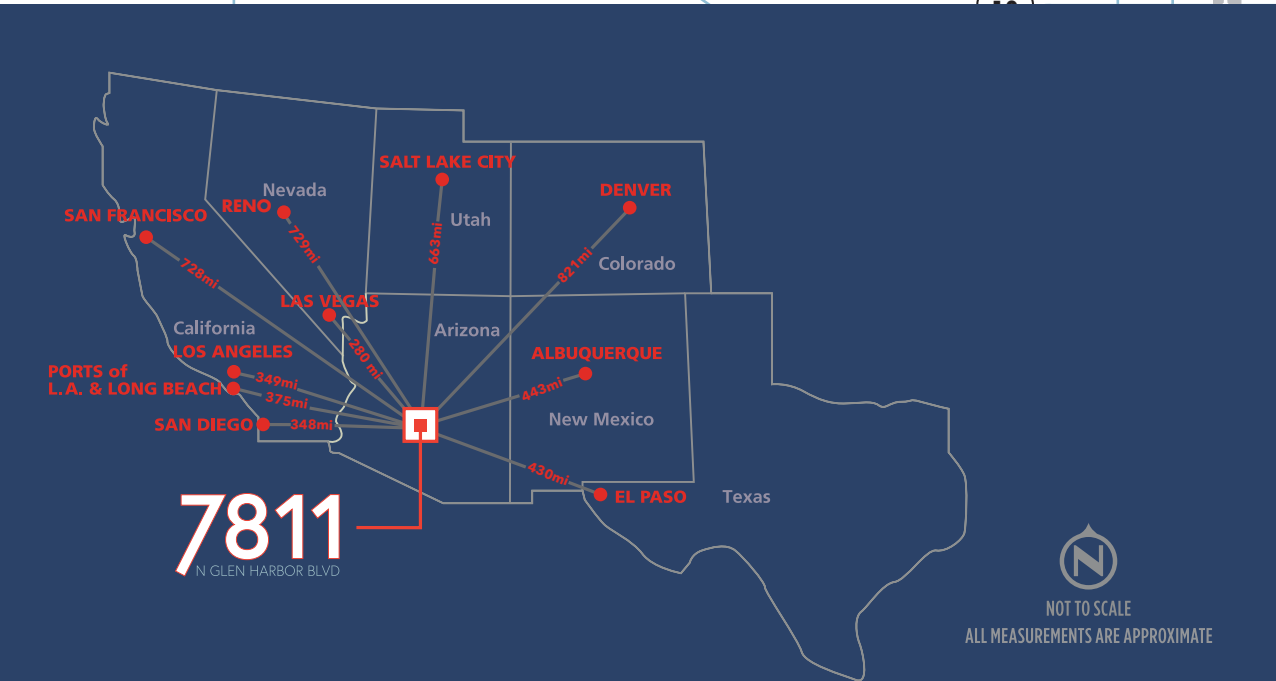 SALT LAKE CITY
DENVER
Nevada
RENO
SAN FRANCISCO
Utah
729mi
663mi
821mi
Colorado
728mi
LAS VEGAS
California
Arizona
LOS ANGELES
280 mi
ALBUQUERQUE
PORTS of
L.A. & LONG BEACH
349mi
375mi
443mi
SAN DIEGO
348mi
New Mexico
430mi
EL PASO
Texas
7811
N GLEN HARBOR BLVD
N
NOT TO SCALE
ALL MEASUREMENTS ARE APPROXIMATE